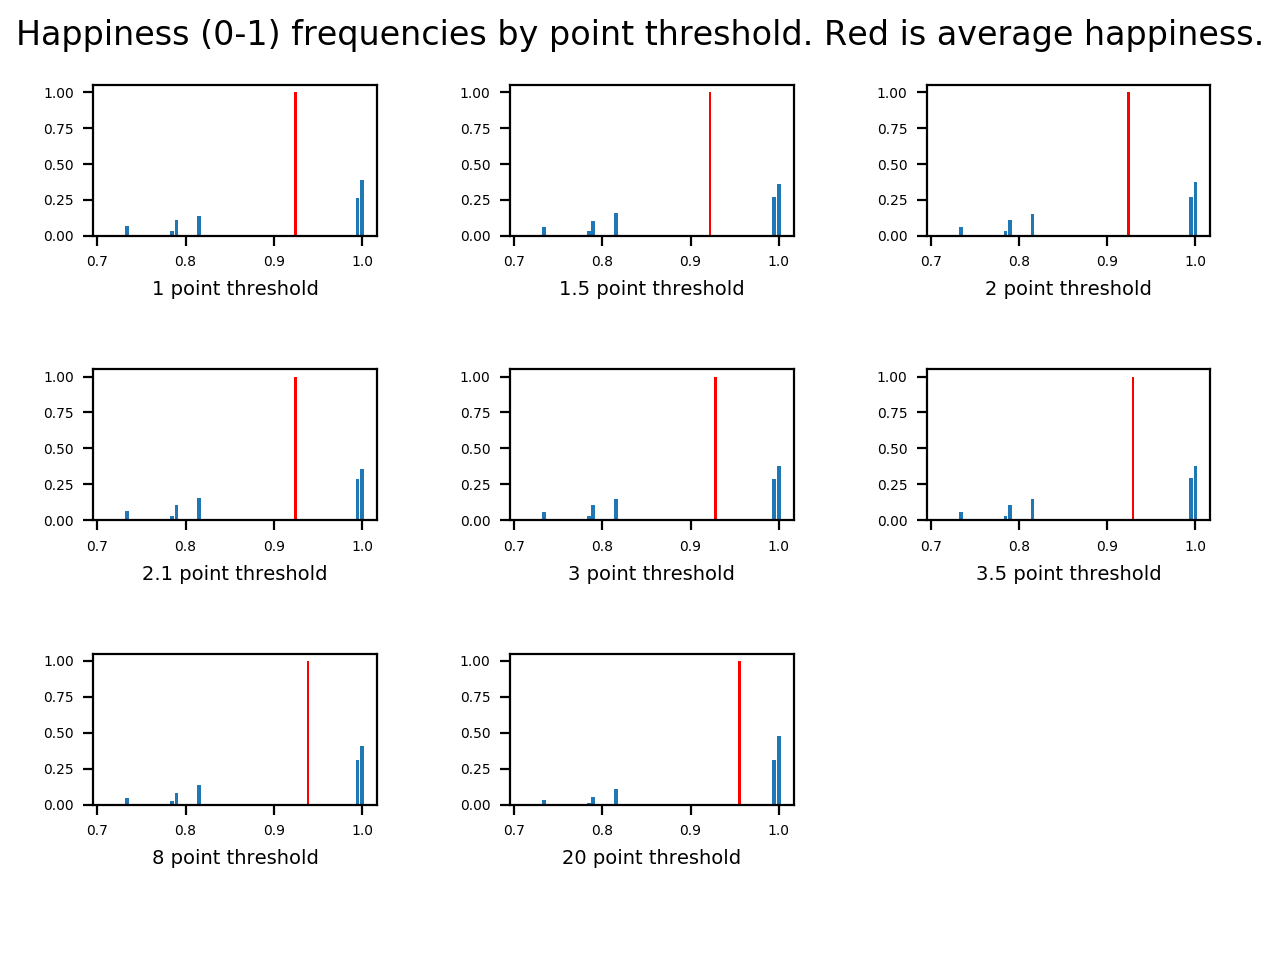 Happiness (0-1) frequencies by point threshold. Red is average happiness.
1.00 1.00 1.00
0.75 0.75 0.75
0.50 0.50 0.50
0.25 0.25 0.25
0.00 0.00 0.00
0.7 0.8 0.9 1.0 0.7 0.8 0.9 1.0 0.7 0.8 0.9 1.0
1 point threshold 1.5 point threshold 2 point threshold
1.00 1.00 1.00
0.75 0.75 0.75
0.50 0.50 0.50
0.25 0.25 0.25
0.00 0.00 0.00
0.7 0.8 0.9 1.0 0.7 0.8 0.9 1.0 0.7 0.8 0.9 1.0
2.1 point threshold 3 point threshold 3.5 point threshold
1.00 1.00
0.75 0.75
0.50 0.50
0.25 0.25
0.00 0.00
0.7 0.8 0.9 1.0 0.7 0.8 0.9 1.0
8 point threshold 20 point threshold